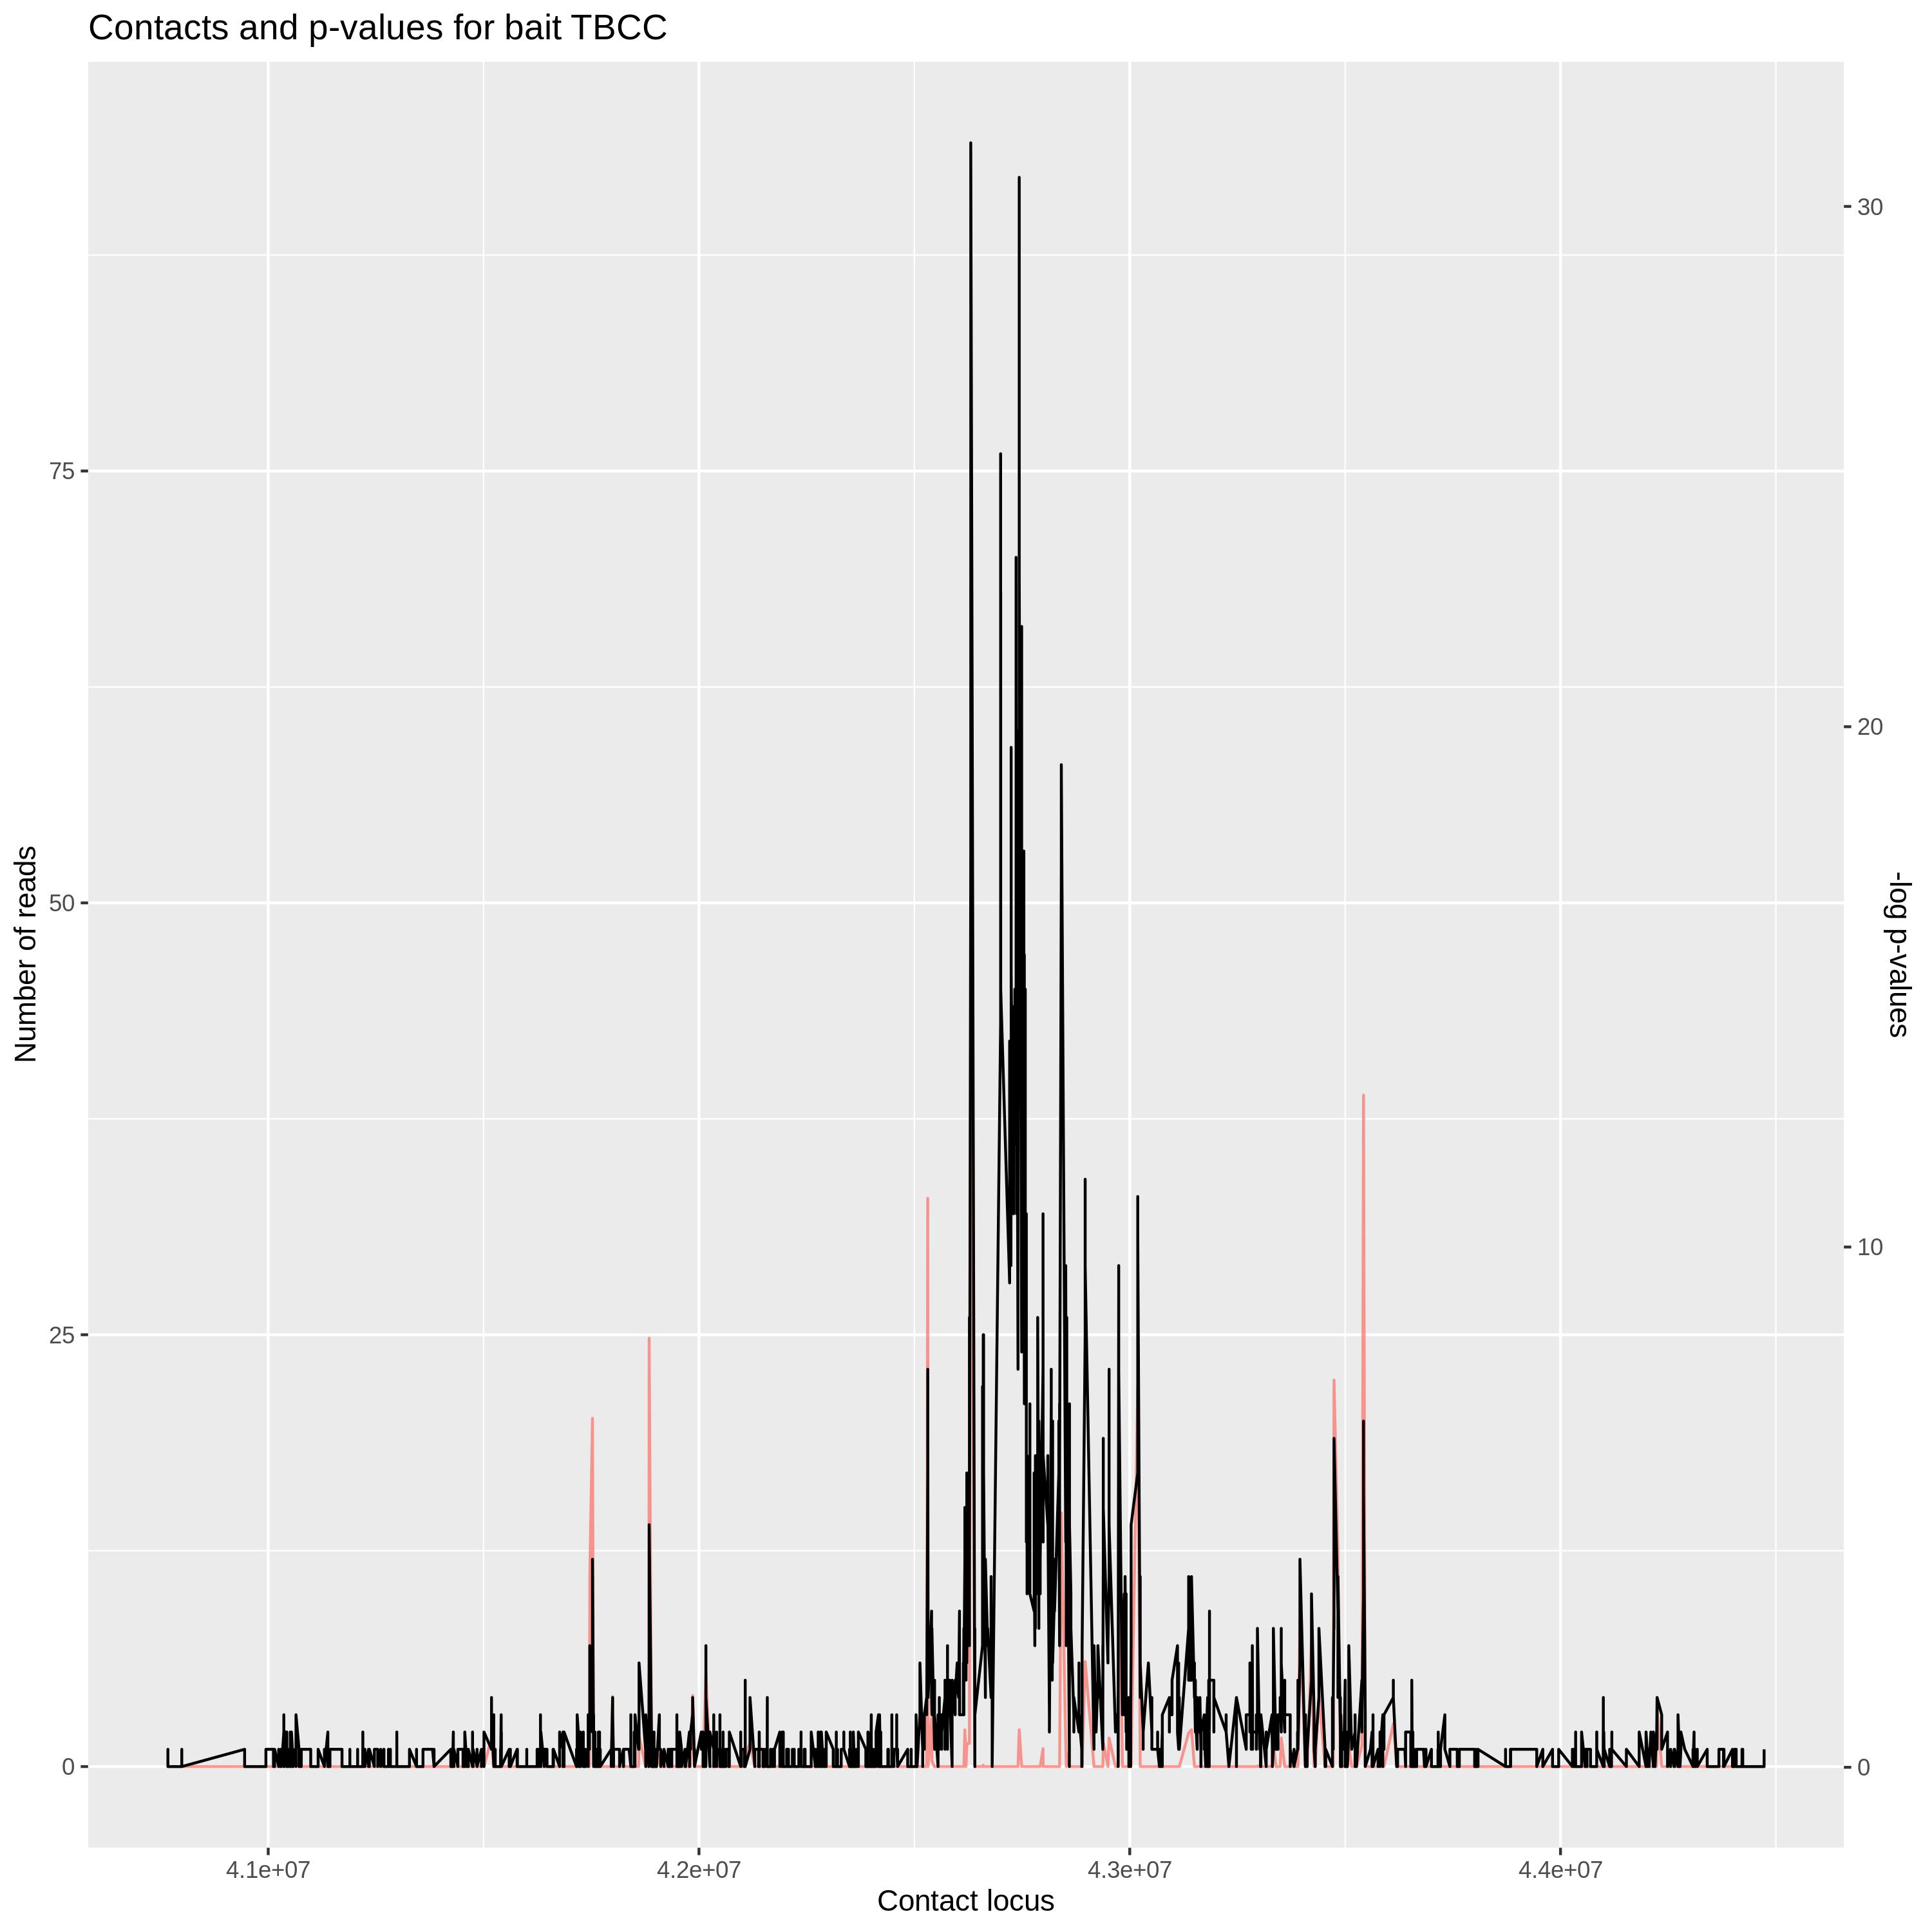 Contacts and p-values for bait TBCC
Number of reads
75
50
25
0
30
20
10
0
-log p-values
4.1e+07
4.2e+07
4.3e+07
4.4e+07
Contact locus